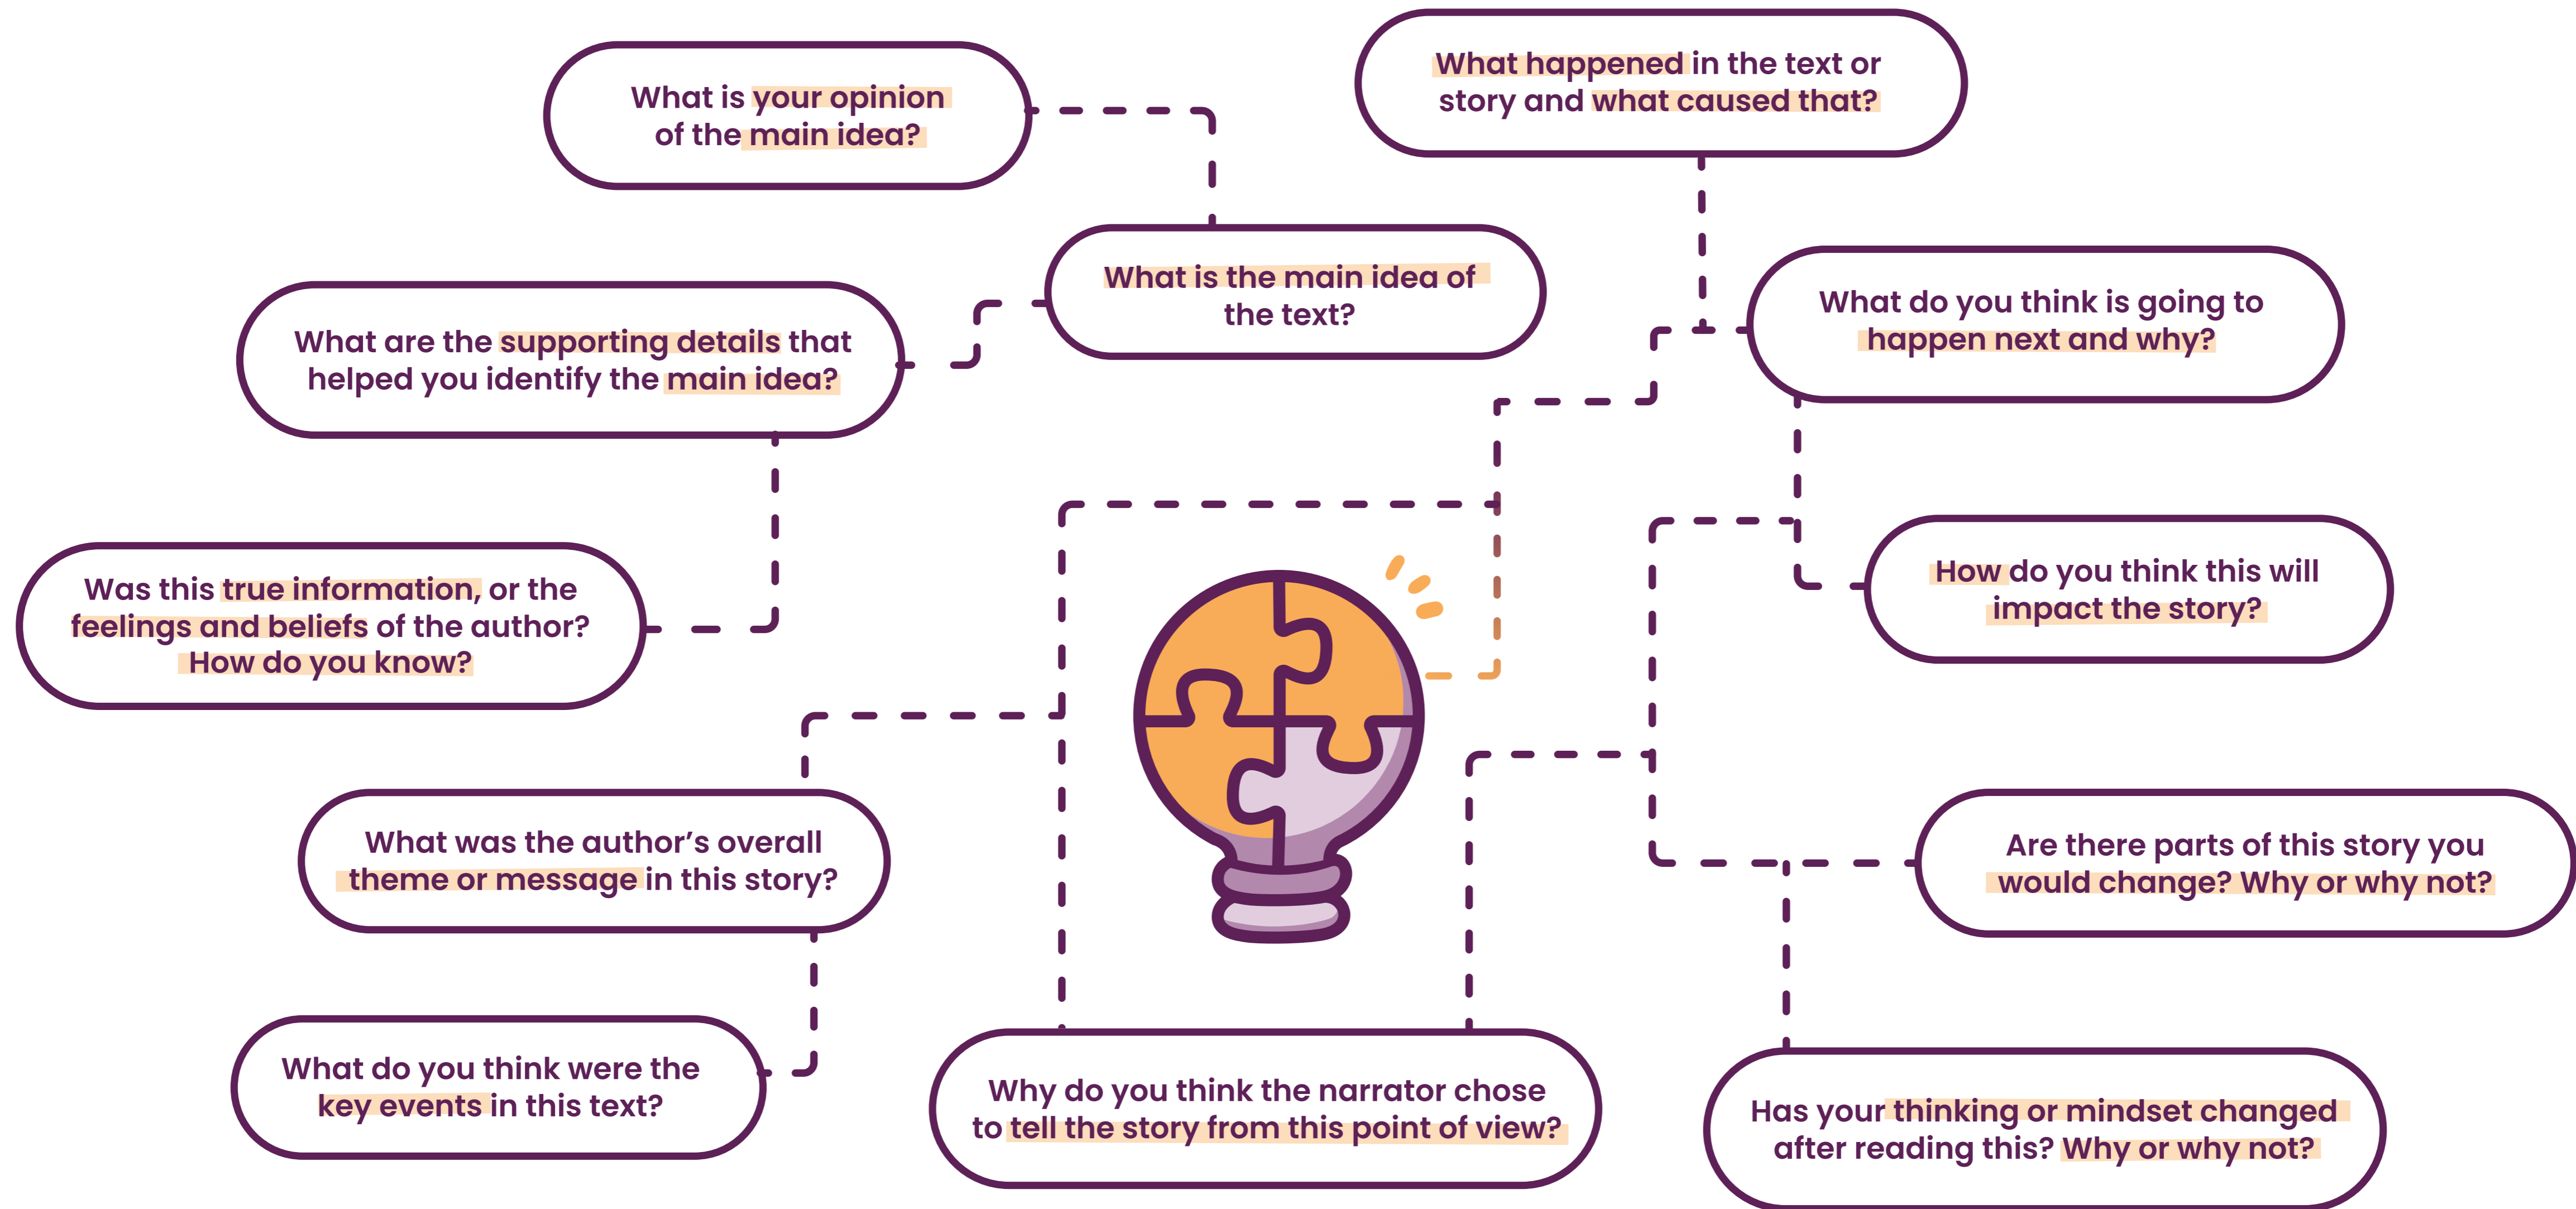 What is your opinion
of the main idea?
What happened in the text or
story and what caused that?
What is the main idea of
the text?
What do you think is going to
happen next and why?
What are the supporting details that
helped you identify the main idea?
Was this true information, or the
feelings and beliefs of the author?
How do you know?
How do you think this will
impact the story?
What was the author’s overall
theme or message in this story?
Are there parts of this story you
would change? Why or why not?
What do you think were the
key events in this text?
Why do you think the narrator chose
to tell the story from this point of view?
Has your thinking or mindset changed
after reading this? Why or why not?